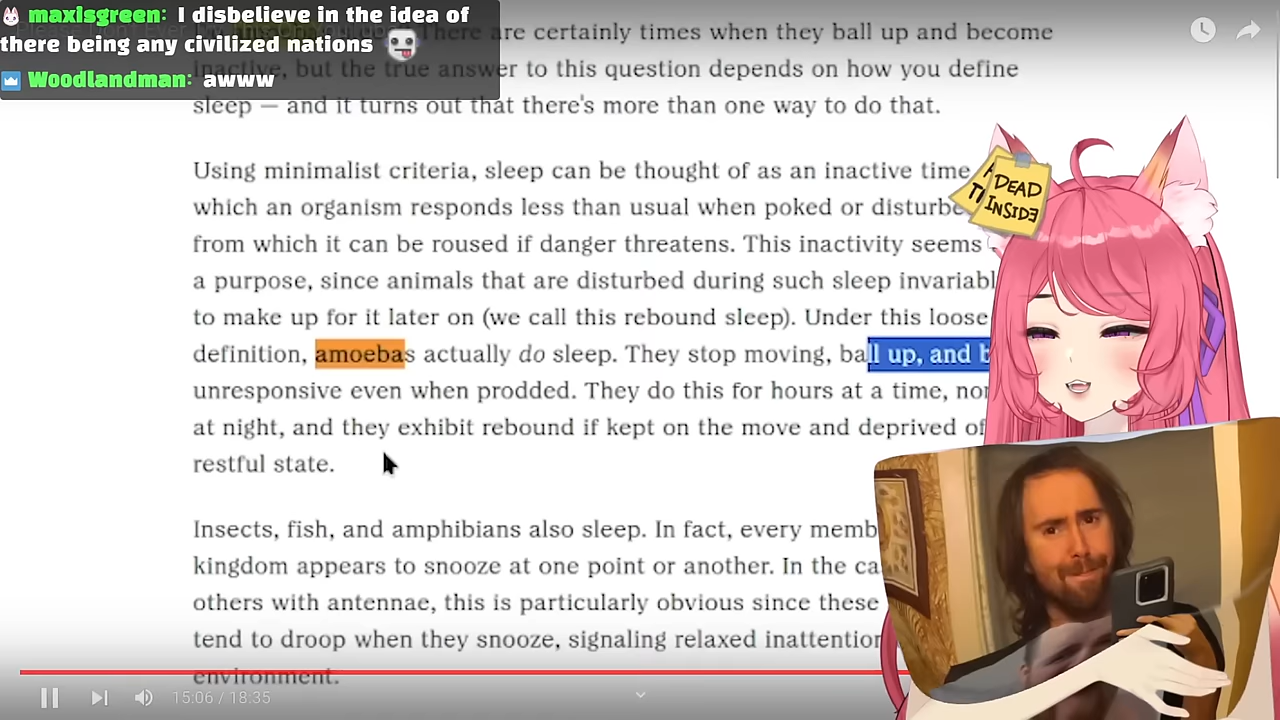 maxisgreen: I disbelieve in the idea of
there being any civilized nations
Woodlandman: awww
there are certainly times when they ball up and become
inactive, but the true answer to this question depends on how you define
sleep — and it turns out that there's more than one way to do that.
Using minimalist criteria, sleep can be thought of as an inactive time
which an organism responds less than usual when poked or disturbe
from which it can be roused if danger threatens. This inactivity seems
a purpose, since animals that are disturbed during such sleep invariabl
to make up for it later on (we call this rebound sleep). Under this loose
definition, amoebas actually do sleep. They stop moving, ball up, and b
unresponsive even when prodded. They do this for hours at a time, nor
at night, and they exhibit rebound if kept on the move and deprived of
restful state.
Insects, fish, and amphibians also sleep. In fact, every memb
kingdom appears to snooze at one point or another. In the ca
others with antennae, this is particularly obvious since these
tend to droop when they snooze, signaling relaxed inattention
environment.
DEAD
INSIDE
15:06 / 18:35